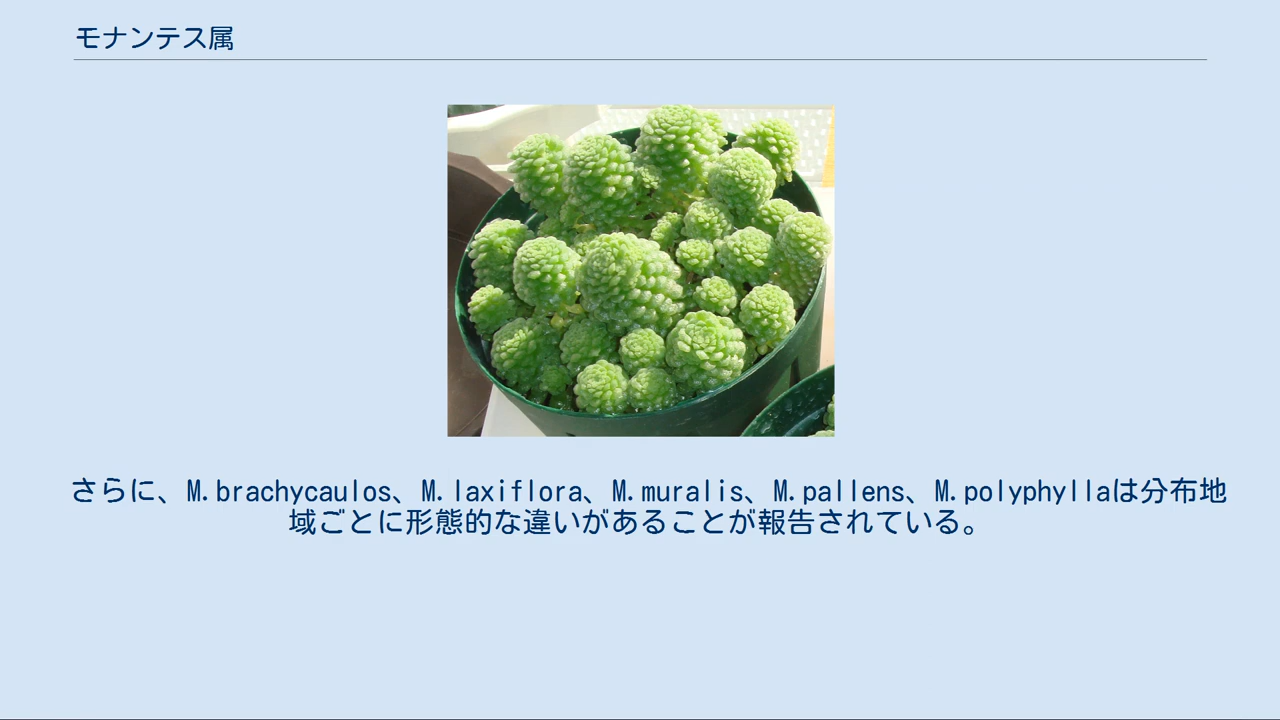 モナンテス属
さらに、M.brachycaulos、M.laxiflora、M.muralis、M.pallens、M.polyphyllaは分布地
域ごとに形態的な違いがあることが報告されている。